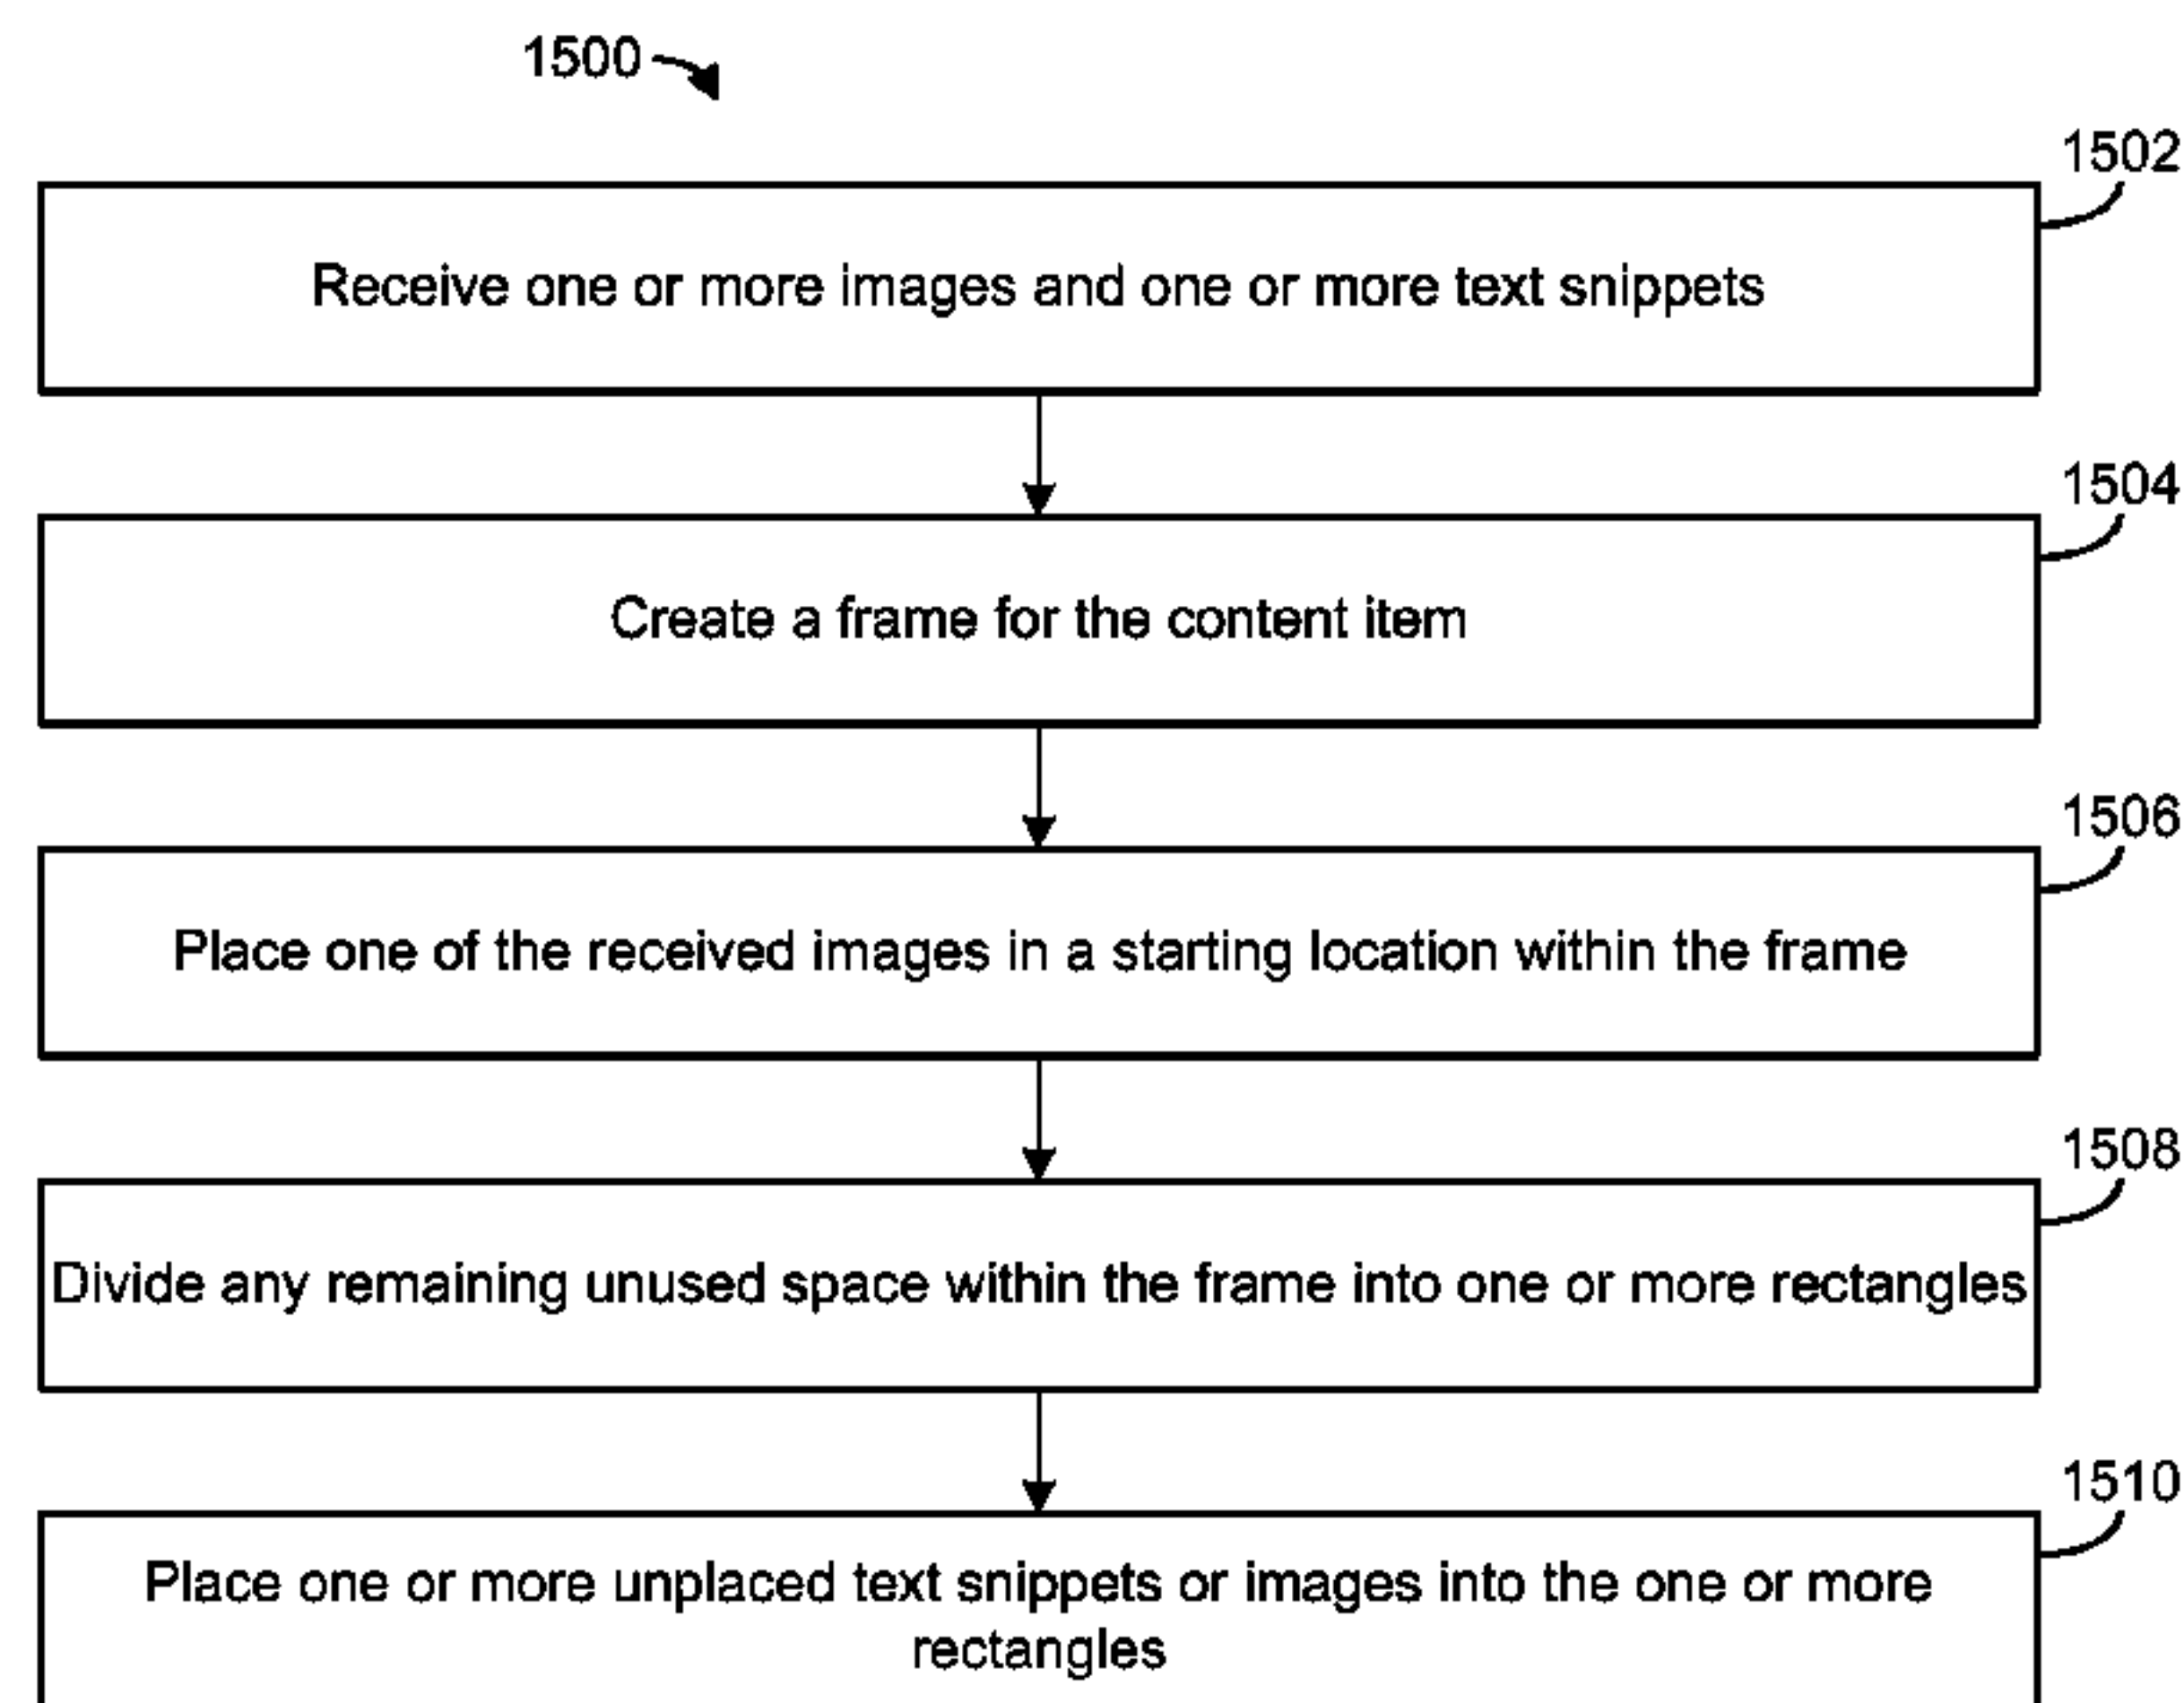 1500
1502
Receive one or more images and one or more text snippets
1504
Create a frame for the content item
1506
Place one of the received images in a starting location within the frame
1508
Divide any remaining unused space within the frame into one or more rectangles
1510
Place one or more unplaced text snippets or images into the one or more
rectangles